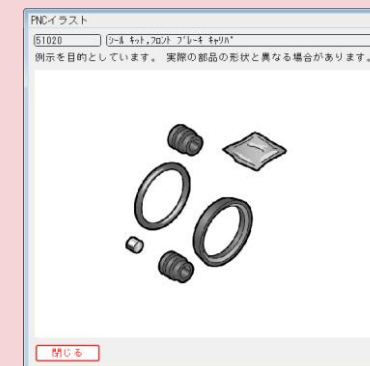 PNCイラスト
51020 ｼｰﾙ ｷｯﾄ,ﾌﾛﾝﾄ ﾌﾞﾚｰｷ ｷｬﾘﾊﾟ
例示を目的としています。 実際の部品の形状と異なる場合があります。
閉じる